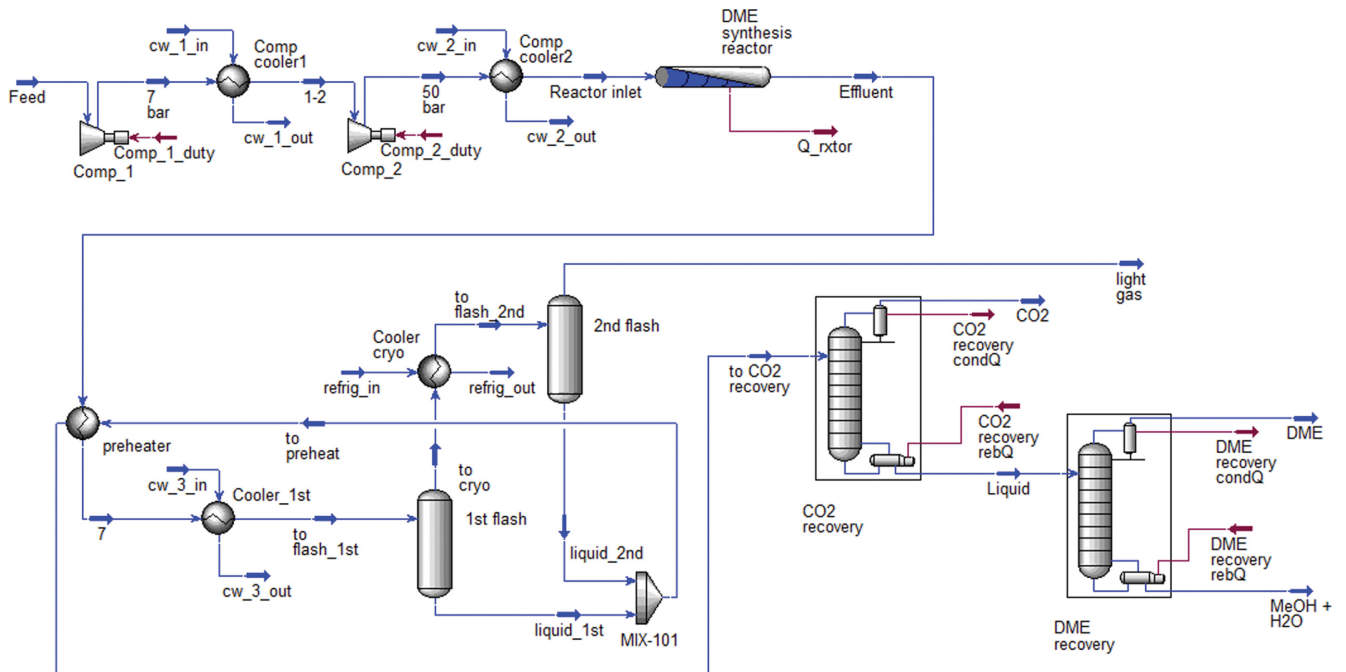 cw_1_in
Comp
cooler1
cw_2_in
Comp
cooler2
DME
synthesis
reactor
Feed
7
bar
1-2
50
bar
Reactor inlet
Effluent
cw_1_out
cw_2_out
Comp_1_duty
Comp_1
Comp_2_duty
Comp_2
Q_rxtor
to
flash_2nd
2nd flash
light
gas
Cooler
cryo
refrig_in
refrig_out
to CO2
recovery
CO2
CO2
recovery
condQ
CO2
recovery
rebQ
preheater
to
preheat
DME
DME
recovery
condQ
cw_3_in
Cooler_1st
to
cryo
1st flash
Liquid
CO2
recovery
7
to
flash_1st
cw_3_out
liquid_2nd
liquid_1st
MIX-101
DME
recovery
rebQ
MeOH +
H2O
DME
recovery